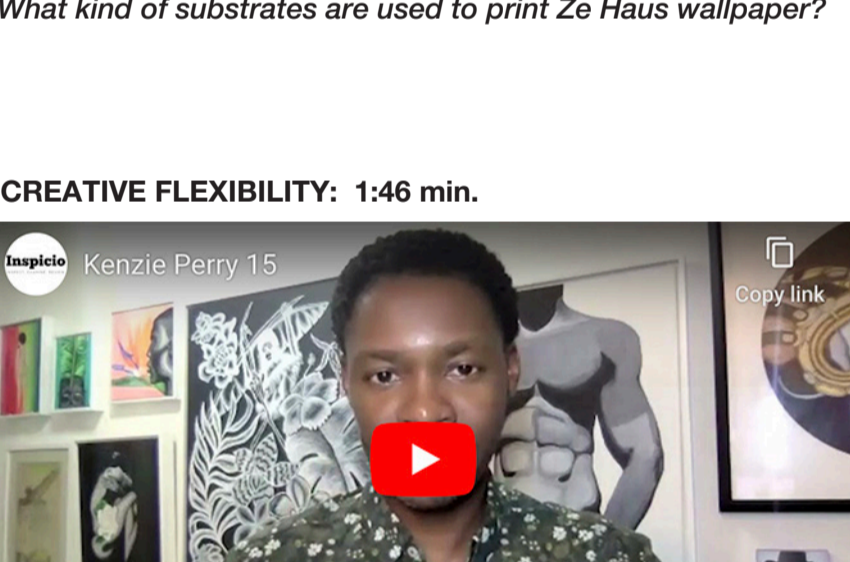 What kind of substrates are used to print Ze Haus wallpaper?
CREATIVE FLEXIBILITY:  1:46 min.
Inspicio
Kenzie Perry 15
Copy link